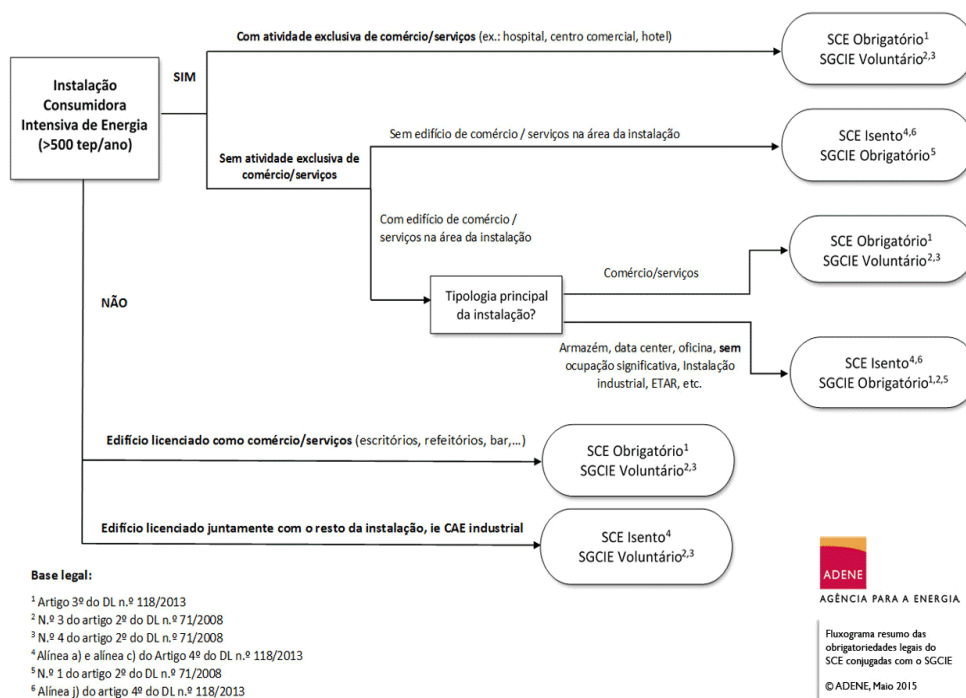 Com atividade exclusiva de comércio/serviços (ex.: hospital, centro comercial, hotel)
SCE Obrigatório¹
SGCIE Voluntário²,³
SIM
Instalação
Consumidora
Intensiva de Energia
(>500 tep/ano)
Sem edifício de comércio / serviços na área da instalação
SCE Isento⁴,⁶
SGCIE Obrigatório⁵
Sem atividade exclusiva de
comércio/serviços
Com edifício de comércio /
serviços na área da instalação
SCE Obrigatório¹
SGCIE Voluntário²,³
Comércio/serviços
NÃO
Tipologia principal
da instalação?
Armazém, data center, oficina, sem
ocupação significativa, Instalação
industrial, ETAR, etc.
SCE Isento⁴,⁶
SGCIE Obrigatório¹,²,⁵
Edifício licenciado como comércio/serviços (escritórios, refeitórios, bar,...)
SCE Obrigatório¹
SGCIE Voluntário²,³
Edifício licenciado juntamente com o resto da instalação, ie CAE industrial
SCE Isento⁴
SGCIE Voluntário²,³
Base legal:
¹ Artigo 3º do DL n.º 118/2013
² N.º 3 do artigo 2º do DL n.º 71/2008
³ N.º 4 do artigo 2º do DL n.º 71/2008
⁴ Alínea a) e alínea c) do Artigo 4º do DL n.º 118/2013
⁵ N.º 1 do artigo 2º do DL n.º 71/2008
⁶ Alínea j) do artigo 4º do DL n.º 118/2013
ADENE
AGÊNCIA PARA A ENERGIA
Fluxograma resumo das
obrigatoriedades legais do
SCE conjugadas com o SGCIE
© ADENE, Maio 2015